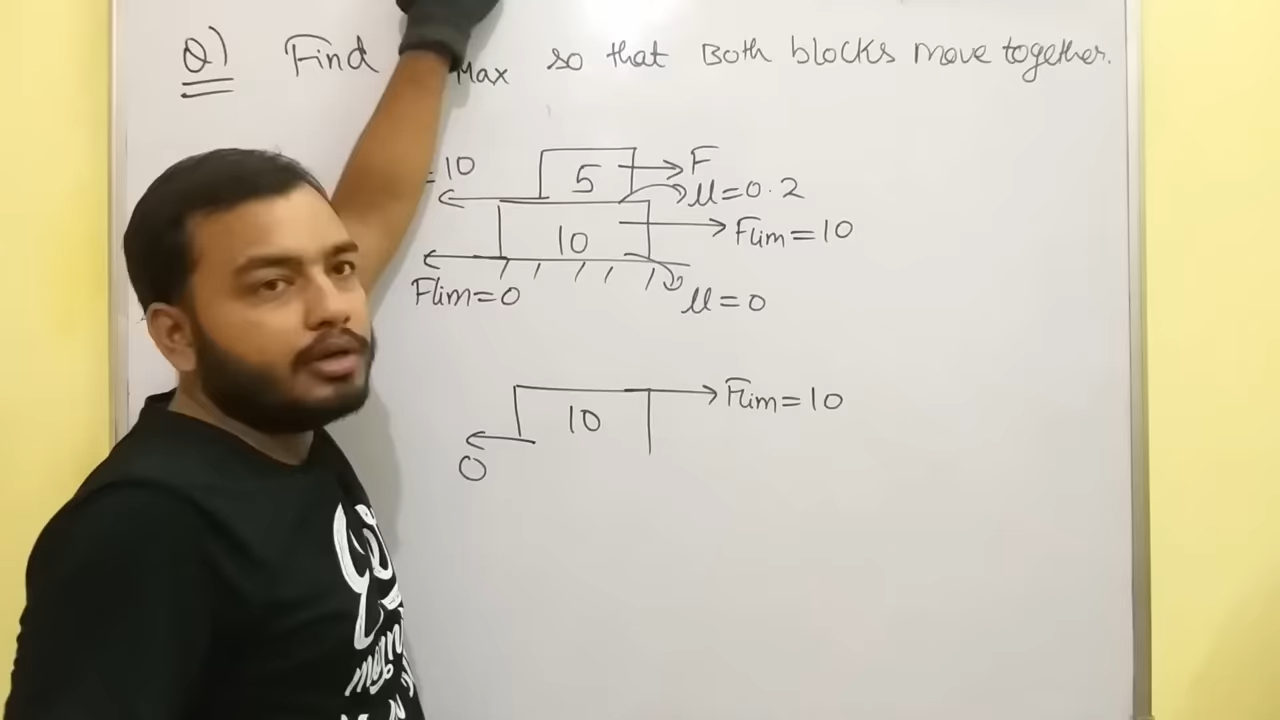 Q) Find Max so that Both blocks move together.
= 10
5
F
μ=0.2
10
Flim=10
Flim=0
μ=0
10
Flim=10
0